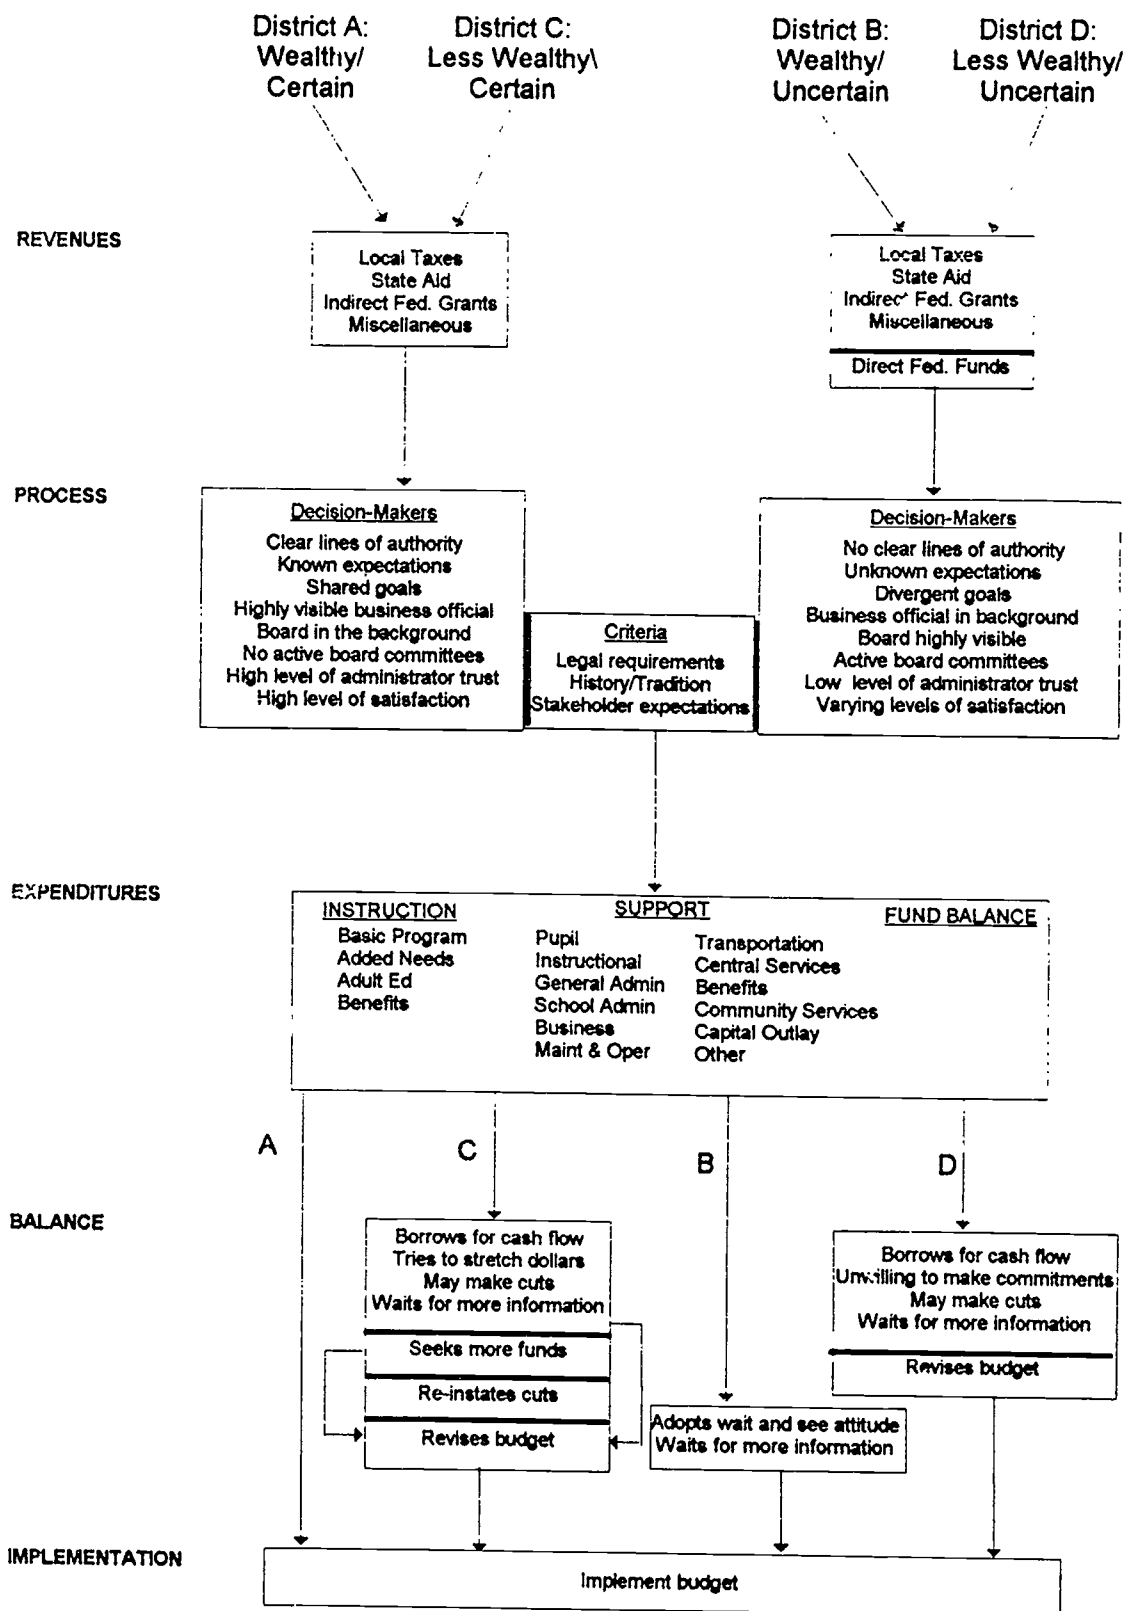 District A:
Wealthy/
Certain
District C:
Less Wealthy\
Certain
District B:
Wealthy/
Uncertain
District D:
Less Wealthy/
Uncertain
REVENUES
Local Taxes
State Aid
Indirect Fed. Grants
Miscellaneous
Local Taxes
State Aid
Indirect Fed. Grants
Miscellaneous
Direct Fed. Funds
PROCESS
Decision-Makers
Clear lines of authority
Known expectations
Shared goals
Highly visible business official
Board in the background
No active board committees
High level of administrator trust
High level of satisfaction
Criteria
Legal requirements
History/Tradition
Stakeholder expectations
Decision-Makers
No clear lines of authority
Unknown expectations
Divergent goals
Business official in background
Board highly visible
Active board committees
Low level of administrator trust
Varying levels of satisfaction
EXPENDITURES
INSTRUCTION
Basic Program
Added Needs
Adult Ed
Benefits
SUPPORT
Pupil
Instructional
General Admin
School Admin
Business
Maint & Oper
Transportation
Central Services
Benefits
Community Services
Capital Outlay
Other
FUND BALANCE
A
C
B
D
BALANCE
Borrows for cash flow
Tries to stretch dollars
May make cuts
Waits for more information
Seeks more funds
Re-instates cuts
Revises budget
Adopts wait and see attitude
Waits for more information
Borrows for cash flow
Unwilling to make commitments
May make cuts
Waits for more information
Revises budget
IMPLEMENTATION
Implement budget